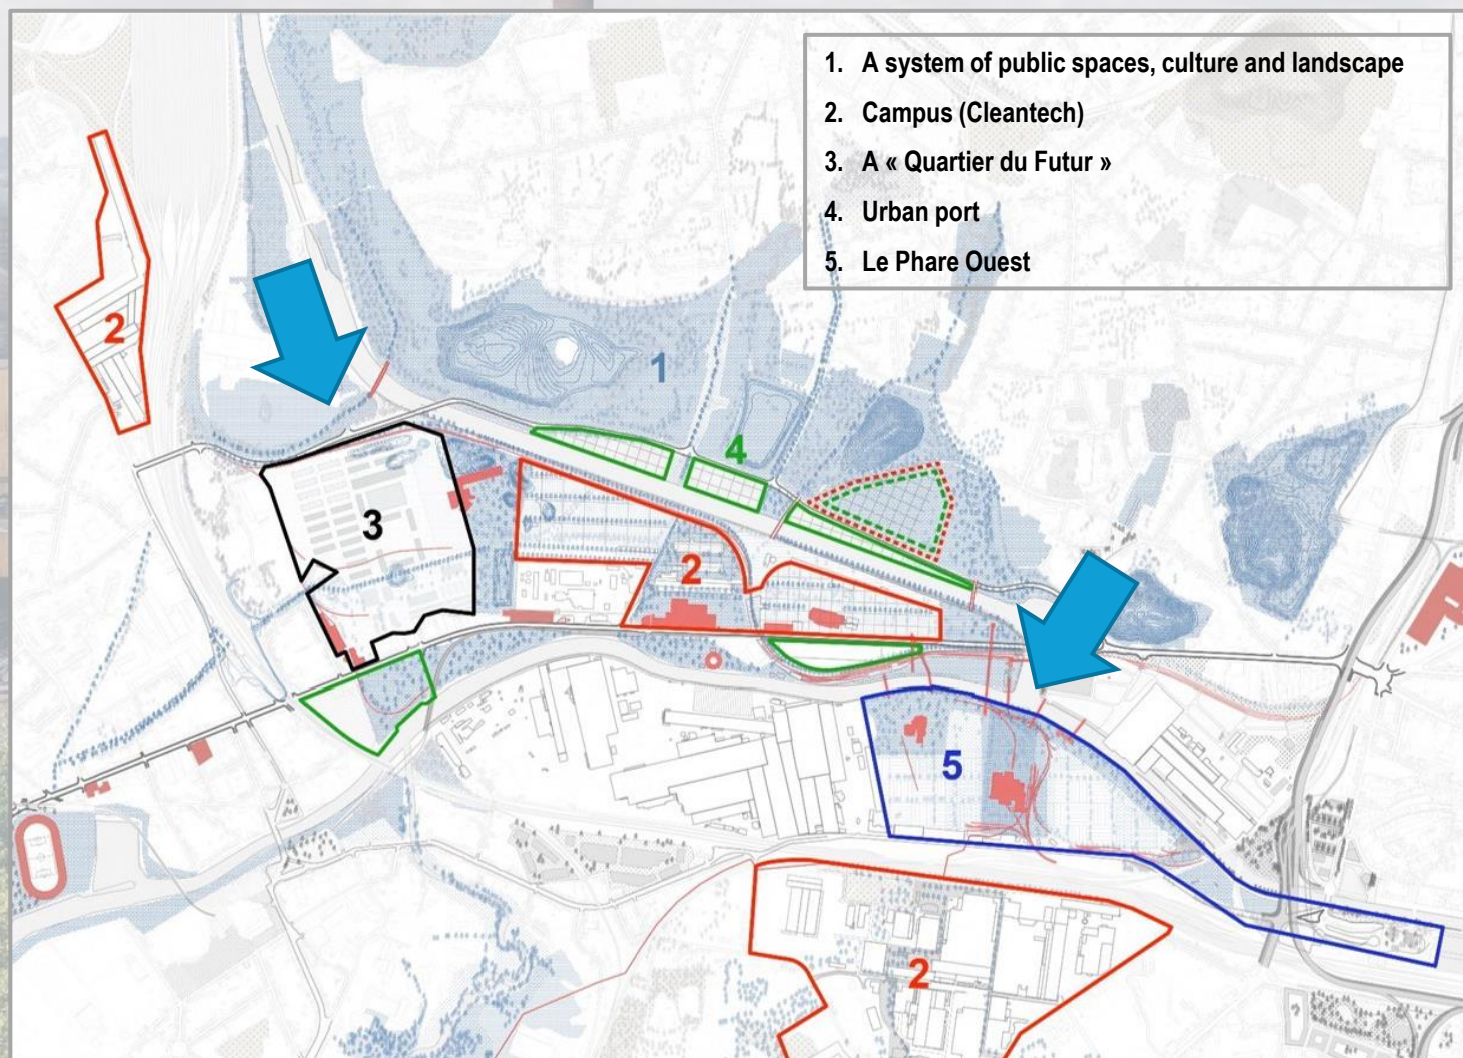 1. A system of public spaces, culture and landscape
2. Campus (Cleantech)
3. A « Quartier du Futur »
4. Urban port
5. Le Phare Ouest
2
1
4
3
2
5
2